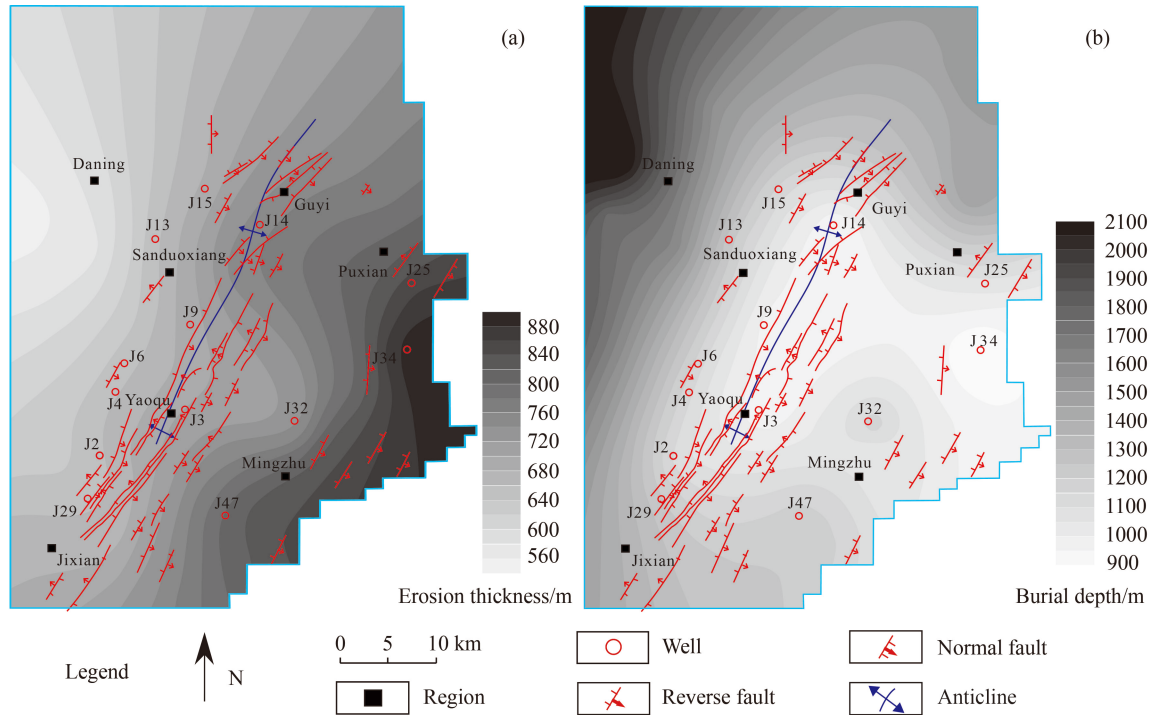 (a)
Daning
J15
Guyi
J13
J14
Sanduoxiang
Puxian
J25
J9
J6
J34
J4
Yaoqu
J3
J32
J2
Mingzhu
J29
J47
Jixian
880
840
800
760
720
680
640
600
560
Erosion thickness/m
(b)
Daning
J15
Guyi
J13
J14
Sanduoxiang
Puxian
J25
J9
J6
J34
J4
Yaoqu
J3
J32
J2
Mingzhu
J29
J47
Jixian
2100
2000
1900
1800
1700
1600
1500
1400
1300
1200
1100
1000
900
Burial depth/m
Legend
N
0 5 10 km
Region
Well
Reverse fault
Normal fault
Anticline